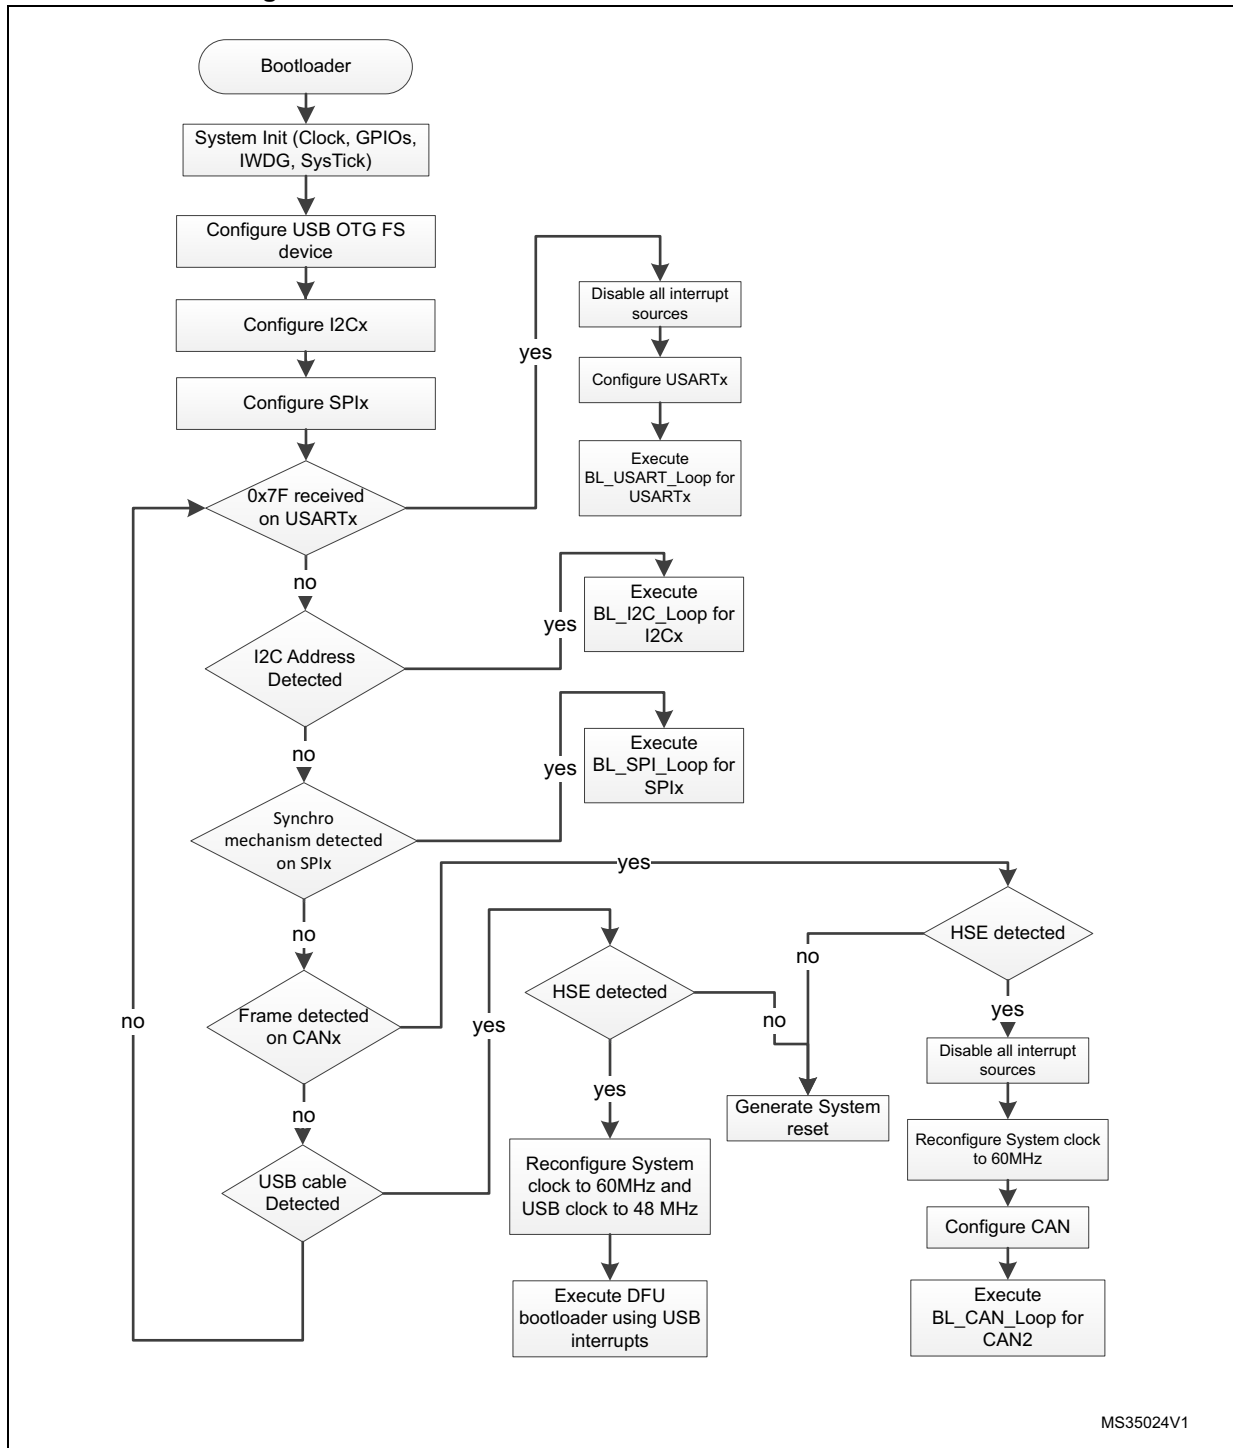 Bootloader
System Init (Clock, GPIOs,
IWDG, SysTick)
Configure USB OTG FS
device
Configure I2Cx
Configure SPIx
0x7F received
on USARTx
yes
Disable all interrupt
sources
Configure USARTx
Execute
BL_USART_Loop for
USARTx
no
I2C Address
Detected
yes
Execute
BL_I2C_Loop for
I2Cx
no
Synchro
mechanism detected
on SPIx
yes
Execute
BL_SPI_Loop for
SPIx
no
Frame detected
on CANx
yes
HSE detected
no
yes
Disable all interrupt
sources
Reconfigure System clock
to 60MHz
Configure CAN
Execute
BL_CAN_Loop for
CAN2
no
USB cable
Detected
yes
HSE detected
no
Generate System
reset
yes
Reconfigure System
clock to 60MHz and
USB clock to 48 MHz
Execute DFU
bootloader using USB
interrupts
no
MS35024V1